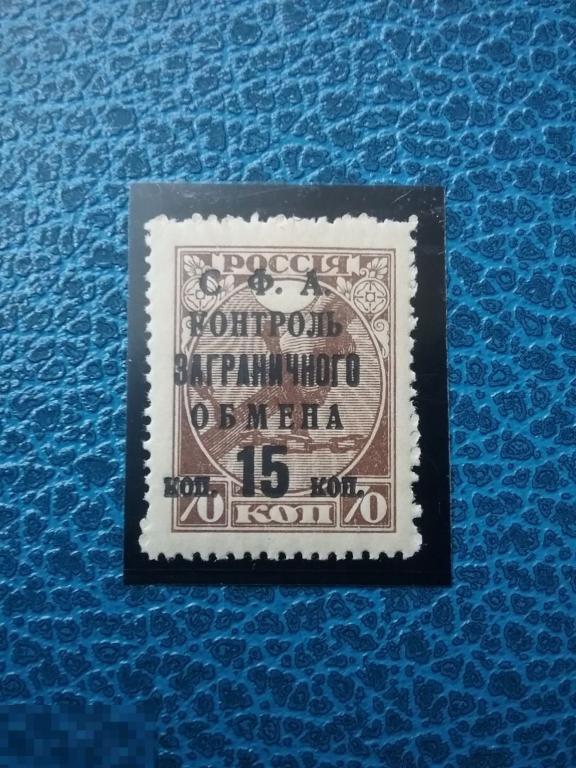 РОССІЯ
С. Ф. А.
КОНТРОЛЬ
ЗАГРАНИЧНОГО
ОБМЕНА
коп. 15 коп.
70 КОП 70